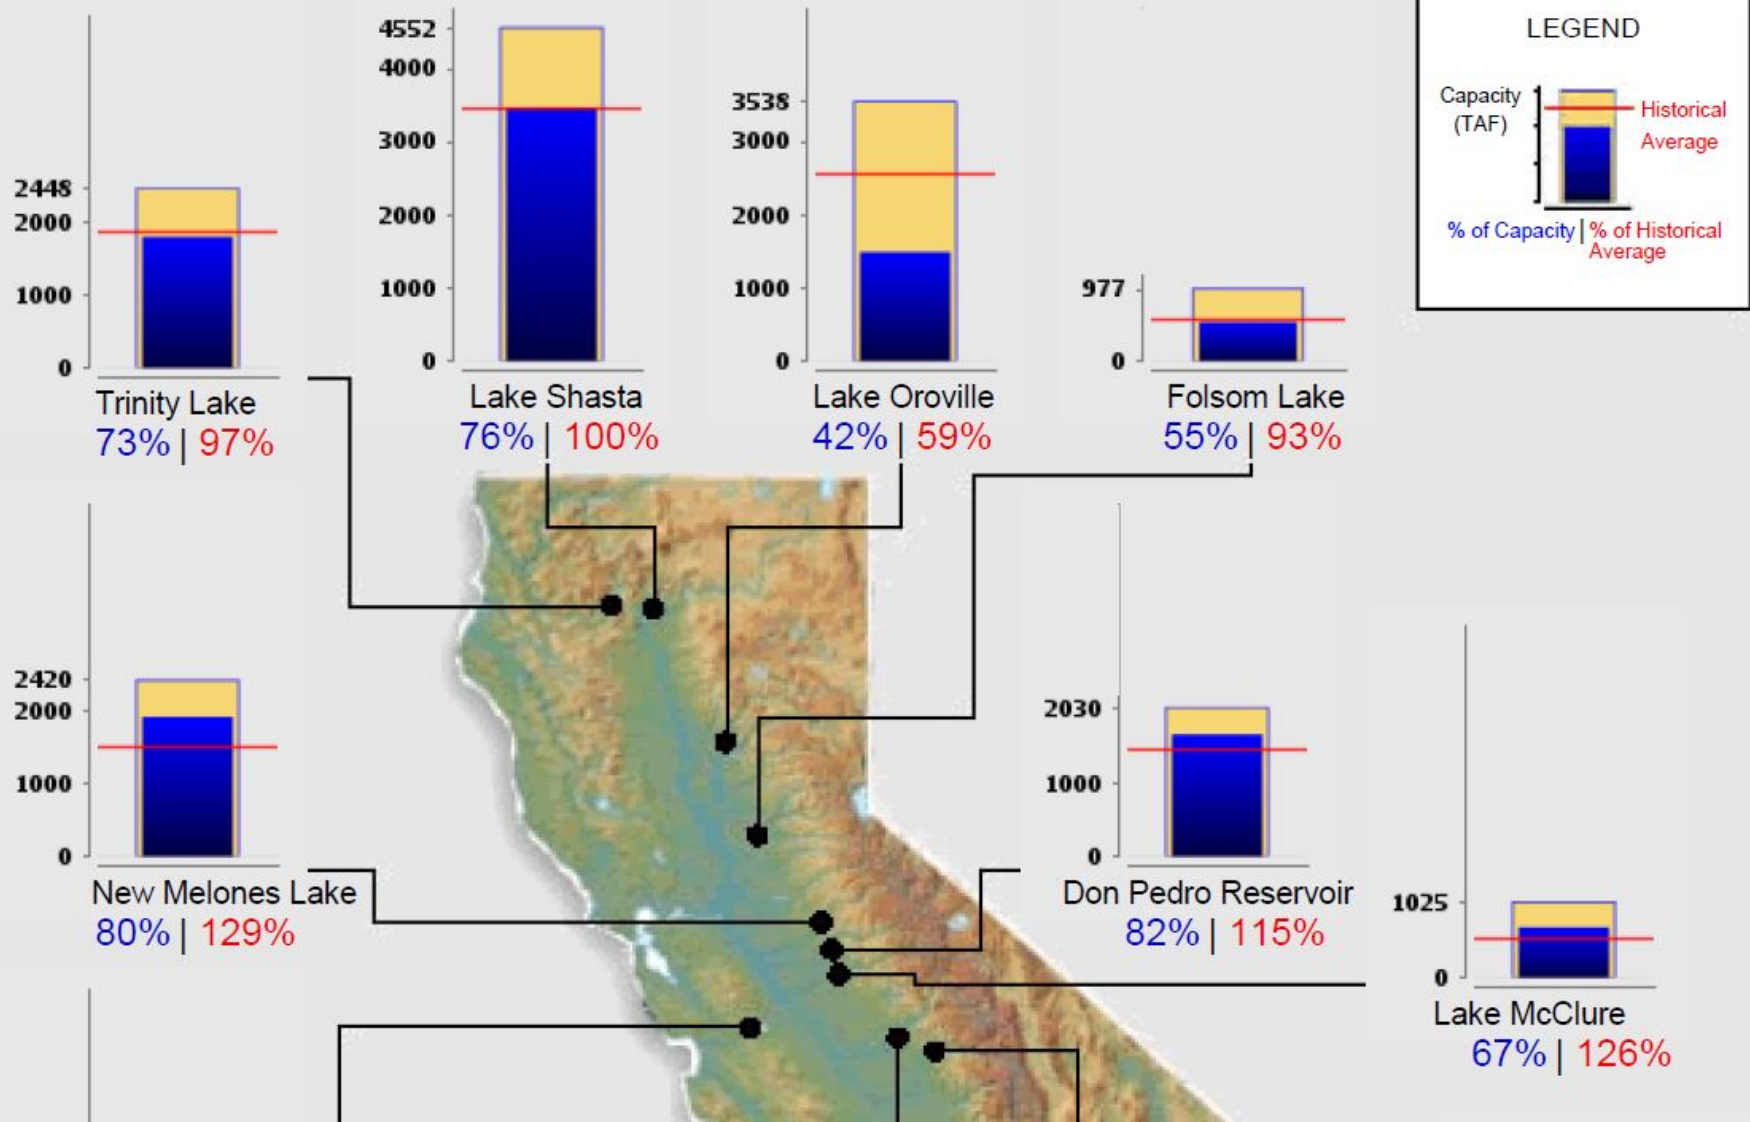 4552
4000
3000
2000
1000
0
Lake Shasta
76% | 100%
3538
3000
2000
1000
0
Lake Oroville
42% | 59%
977
0
Folsom Lake
55% | 93%
LEGEND
Capacity
(TAF)
Historical
Average
% of Capacity | % of Historical
Average
2448
2000
1000
0
Trinity Lake
73% | 97%
2420
2000
1000
0
New Melones Lake
80% | 129%
2030
1000
0
Don Pedro Reservoir
82% | 115%
1025
0
Lake McClure
67% | 126%